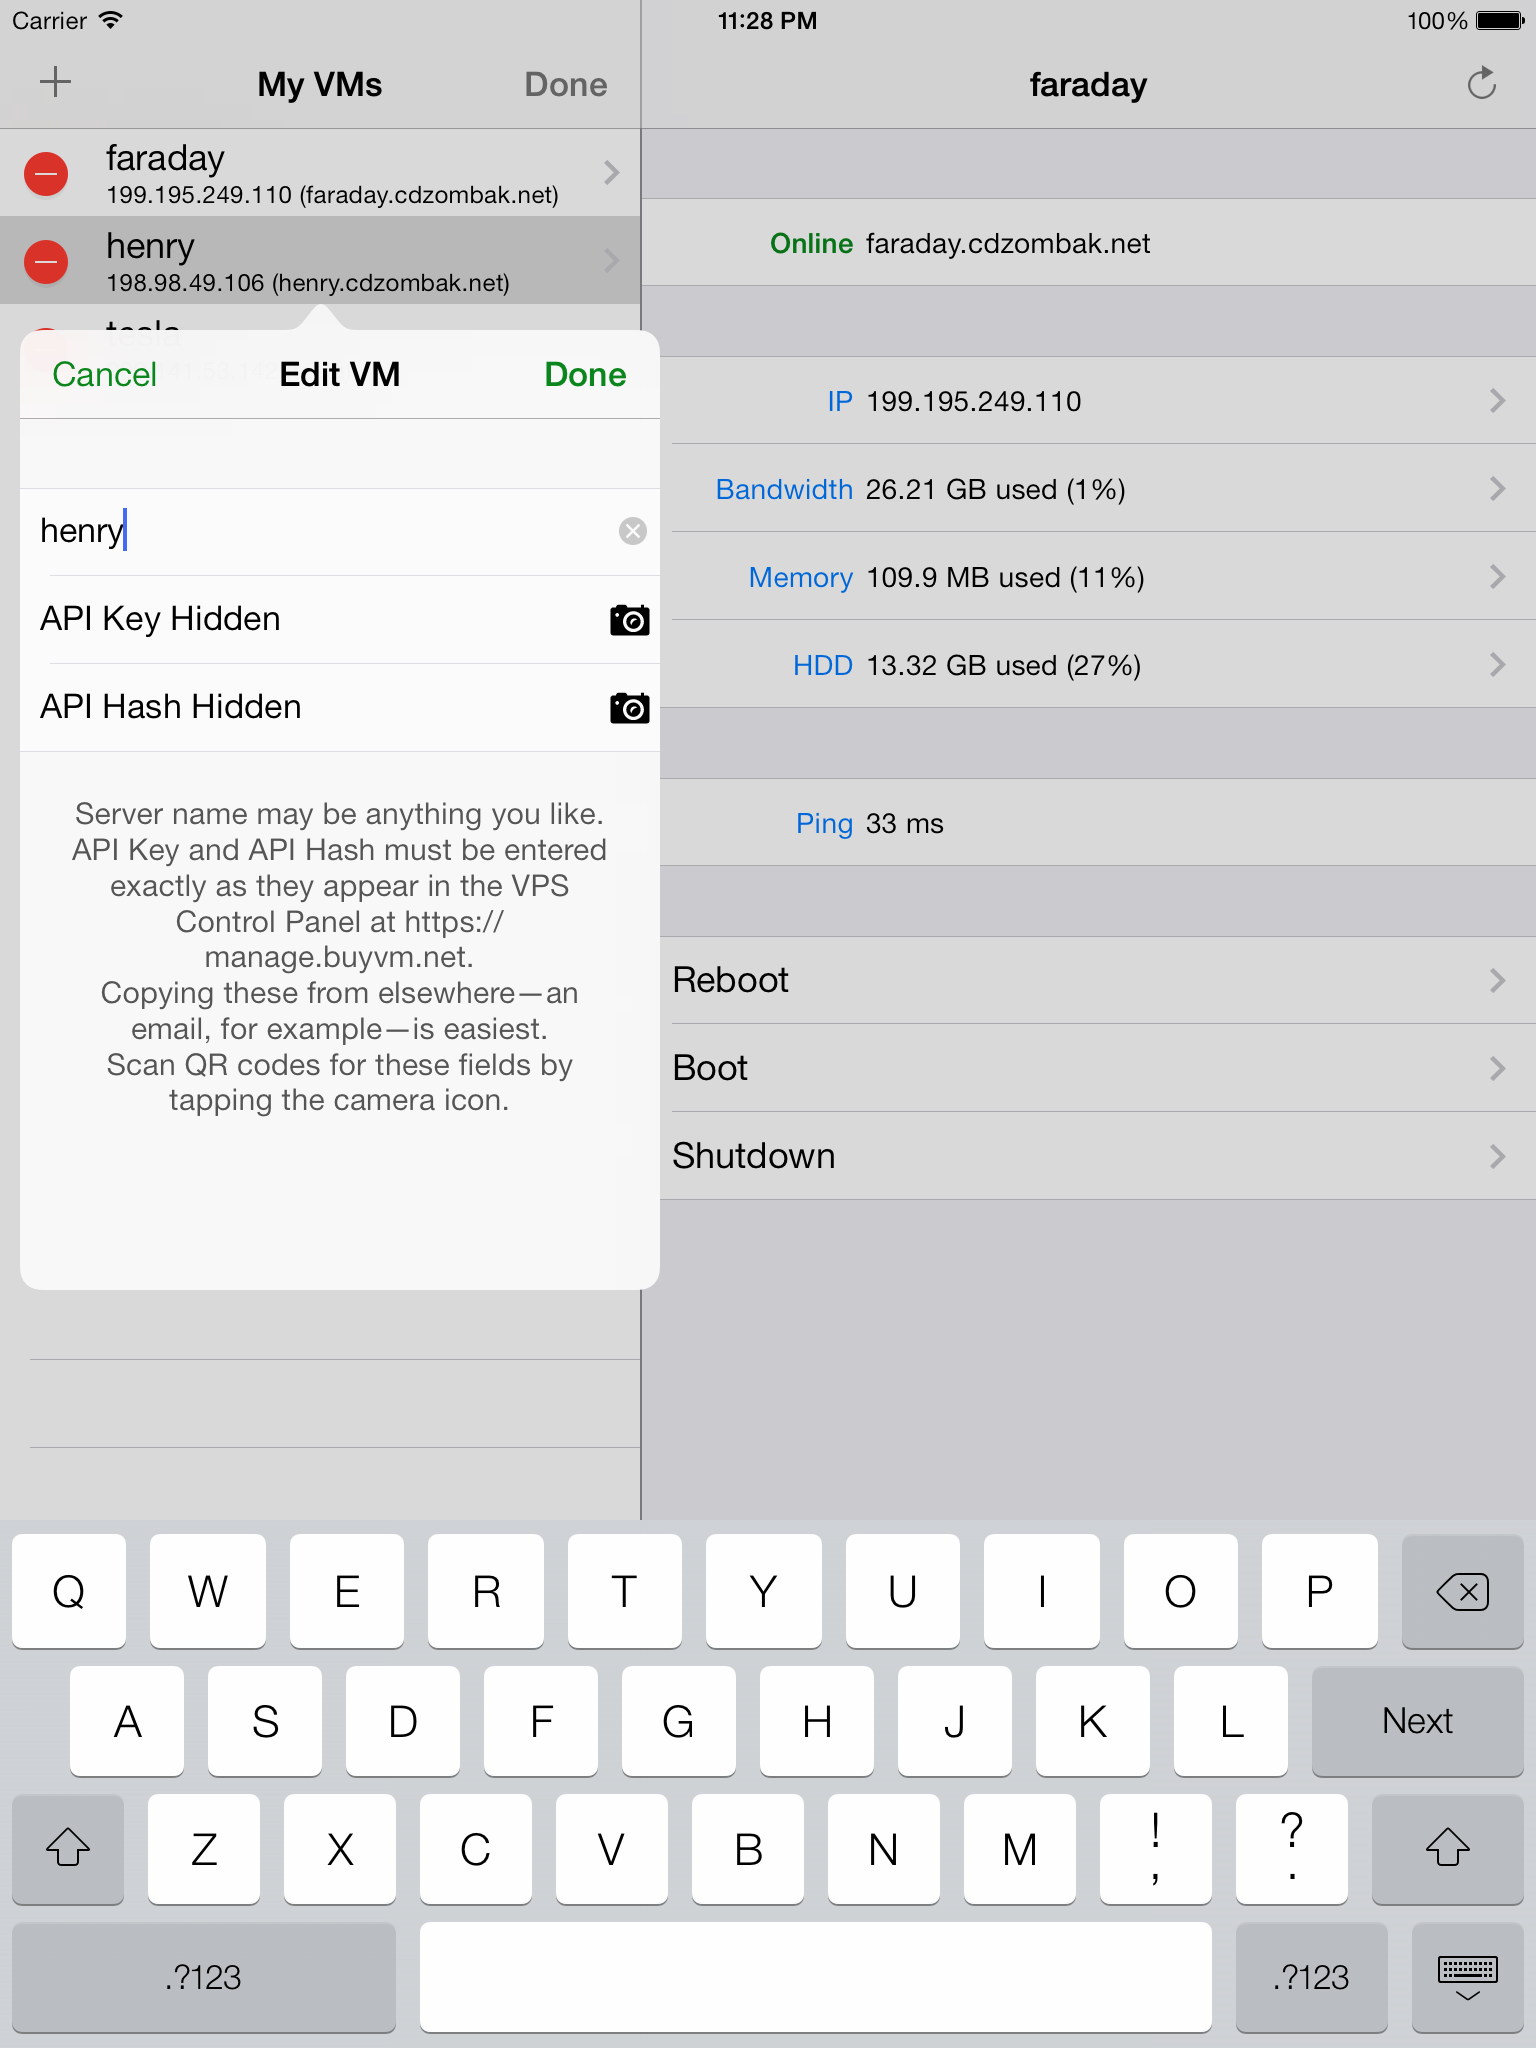 Carrier
11:28 PM
100%
My VMs
Done
faraday
faraday
199.195.249.110 (faraday.cdzombak.net)
henry
198.98.49.106 (henry.cdzombak.net)
tesla
Cancel
Edit VM
Done
henry
API Key Hidden
API Hash Hidden
Server name may be anything you like.
API Key and API Hash must be entered
exactly as they appear in the VPS
Control Panel at https://
manage.buyvm.net.
Copying these from elsewhere—an
email, for example—is easiest.
Scan QR codes for these fields by
tapping the camera icon.
Online faraday.cdzombak.net
IP 199.195.249.110
Bandwidth 26.21 GB used (1%)
Memory 109.9 MB used (11%)
HDD 13.32 GB used (27%)
Ping 33 ms
Reboot
Boot
Shutdown
Q W E R T Y U I O P
A S D F G H J K L Next
Z X C V B N M ! , ? .
.?123 .?123